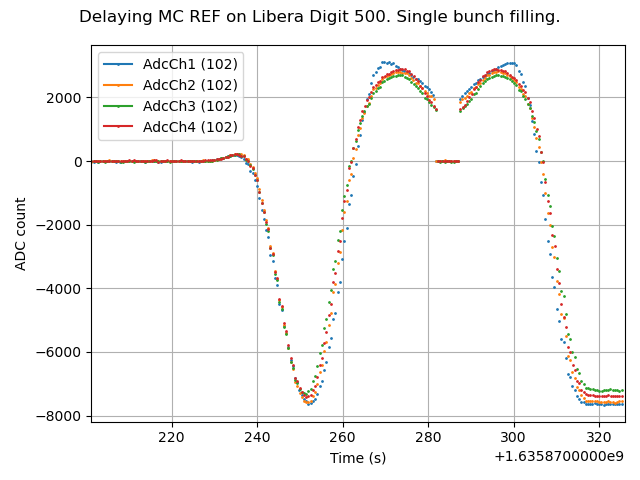 Delaying MC REF on Libera Digit 500. Single bunch filling.
AdcCh1 (102)
AdcCh2 (102)
AdcCh3 (102)
AdcCh4 (102)
2000
0
−2000
−4000
−6000
−8000
ADC count
220
240
260
280
300
320
Time (s)
+1.6358700000e9